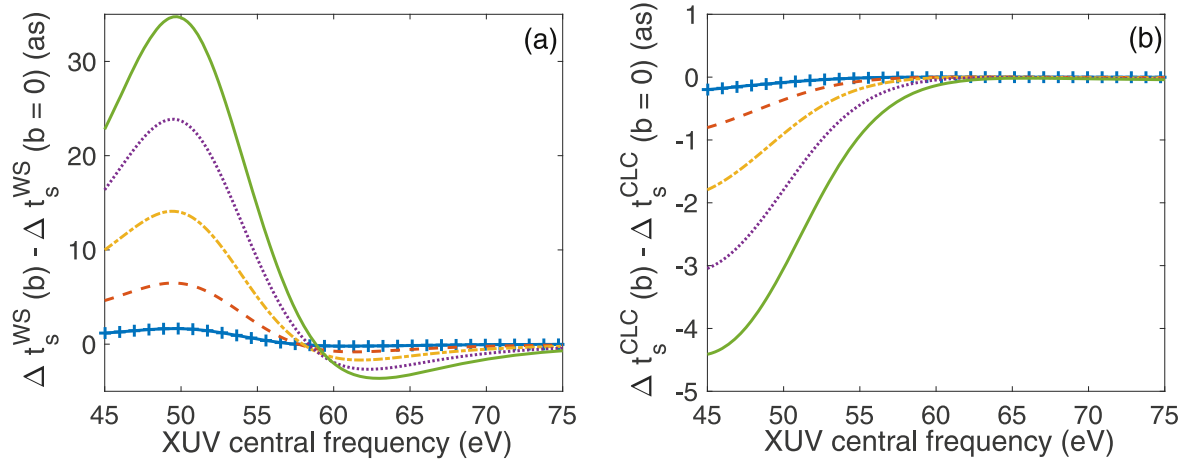 (a)
Δ t_s^WS (b) - Δ t_s^WS (b = 0) (as)
30
20
10
0
45 50 55 60 65 70 75
XUV central frequency (eV)
(b)
Δ t_s^CLC (b) - Δ t_s^CLC (b = 0) (as)
1
0
-1
-2
-3
-4
-5
45 50 55 60 65 70 75
XUV central frequency (eV)